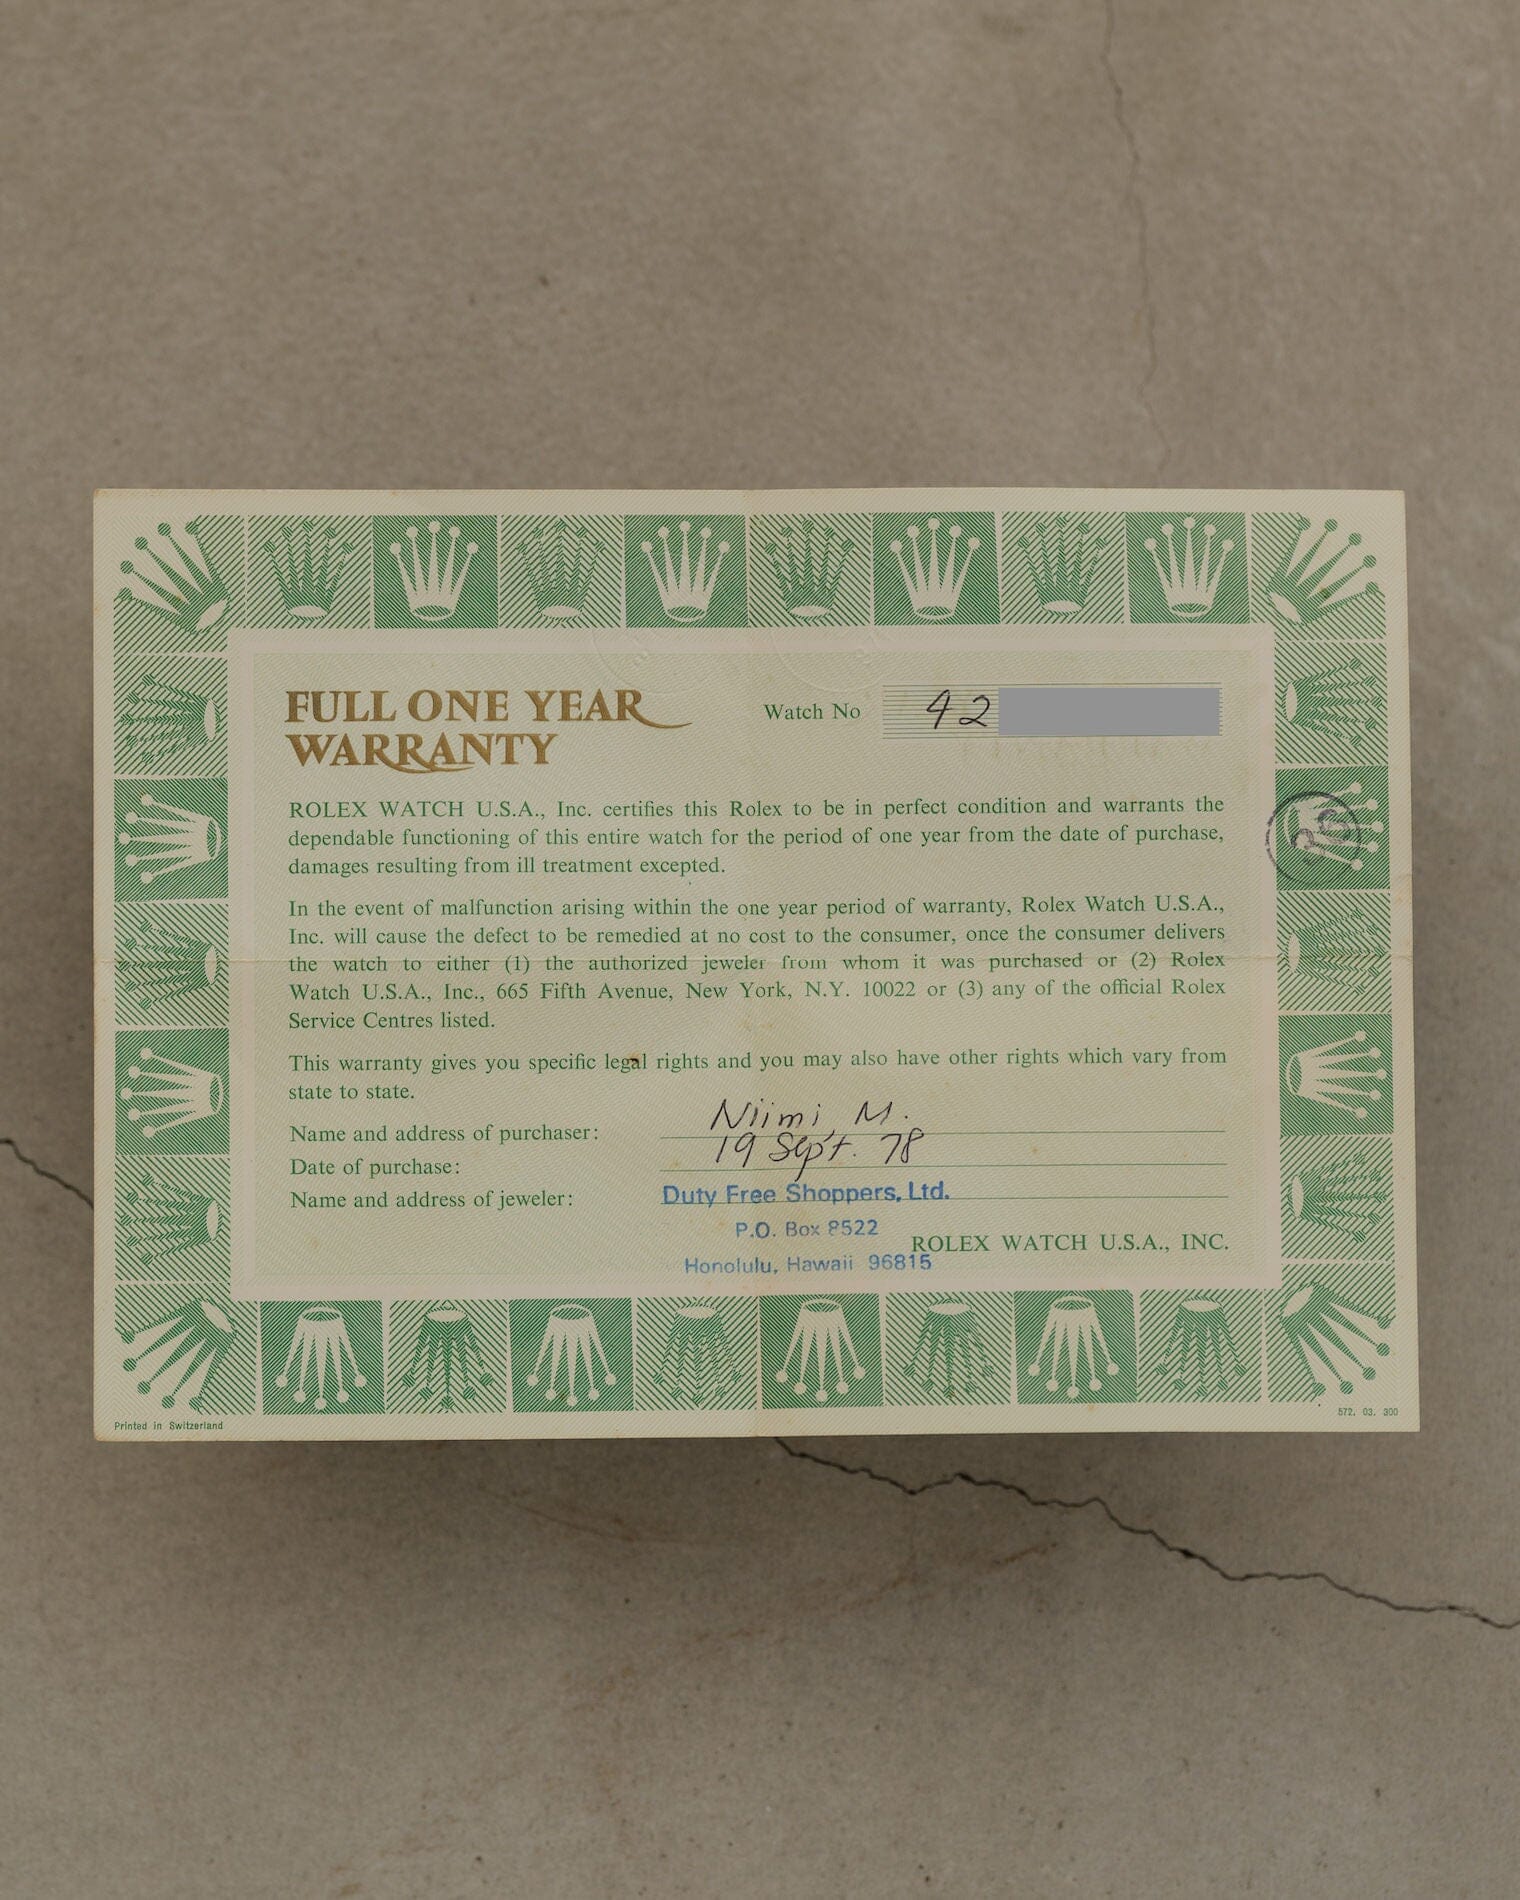 FULL ONE YEAR
WARRANTY
Watch No 42
ROLEX WATCH U.S.A., Inc. certifies this Rolex to be in perfect condition and warrants the
dependable functioning of this entire watch for the period of one year from the date of purchase,
damages resulting from ill treatment excepted.
In the event of malfunction arising within the one year period of warranty, Rolex Watch U.S.A.,
Inc. will cause the defect to be remedied at no cost to the consumer, once the consumer delivers
the watch to either (1) the authorized jeweler from whom it was purchased or (2) Rolex
Watch U.S.A., Inc., 665 Fifth Avenue, New York, N.Y. 10022 or (3) any of the official Rolex
Service Centres listed.
This warranty gives you specific legal rights and you may also have other rights which vary from
state to state.
Name and address of purchaser: Niimi, M.
Date of purchase: 19 Sept. 78
Name and address of jeweler: Duty Free Shoppers, Ltd.
P.O. Box 8522
ROLEX WATCH U.S.A., INC.
Honolulu, Hawaii 96815
Printed in Switzerland
572. 03. 300